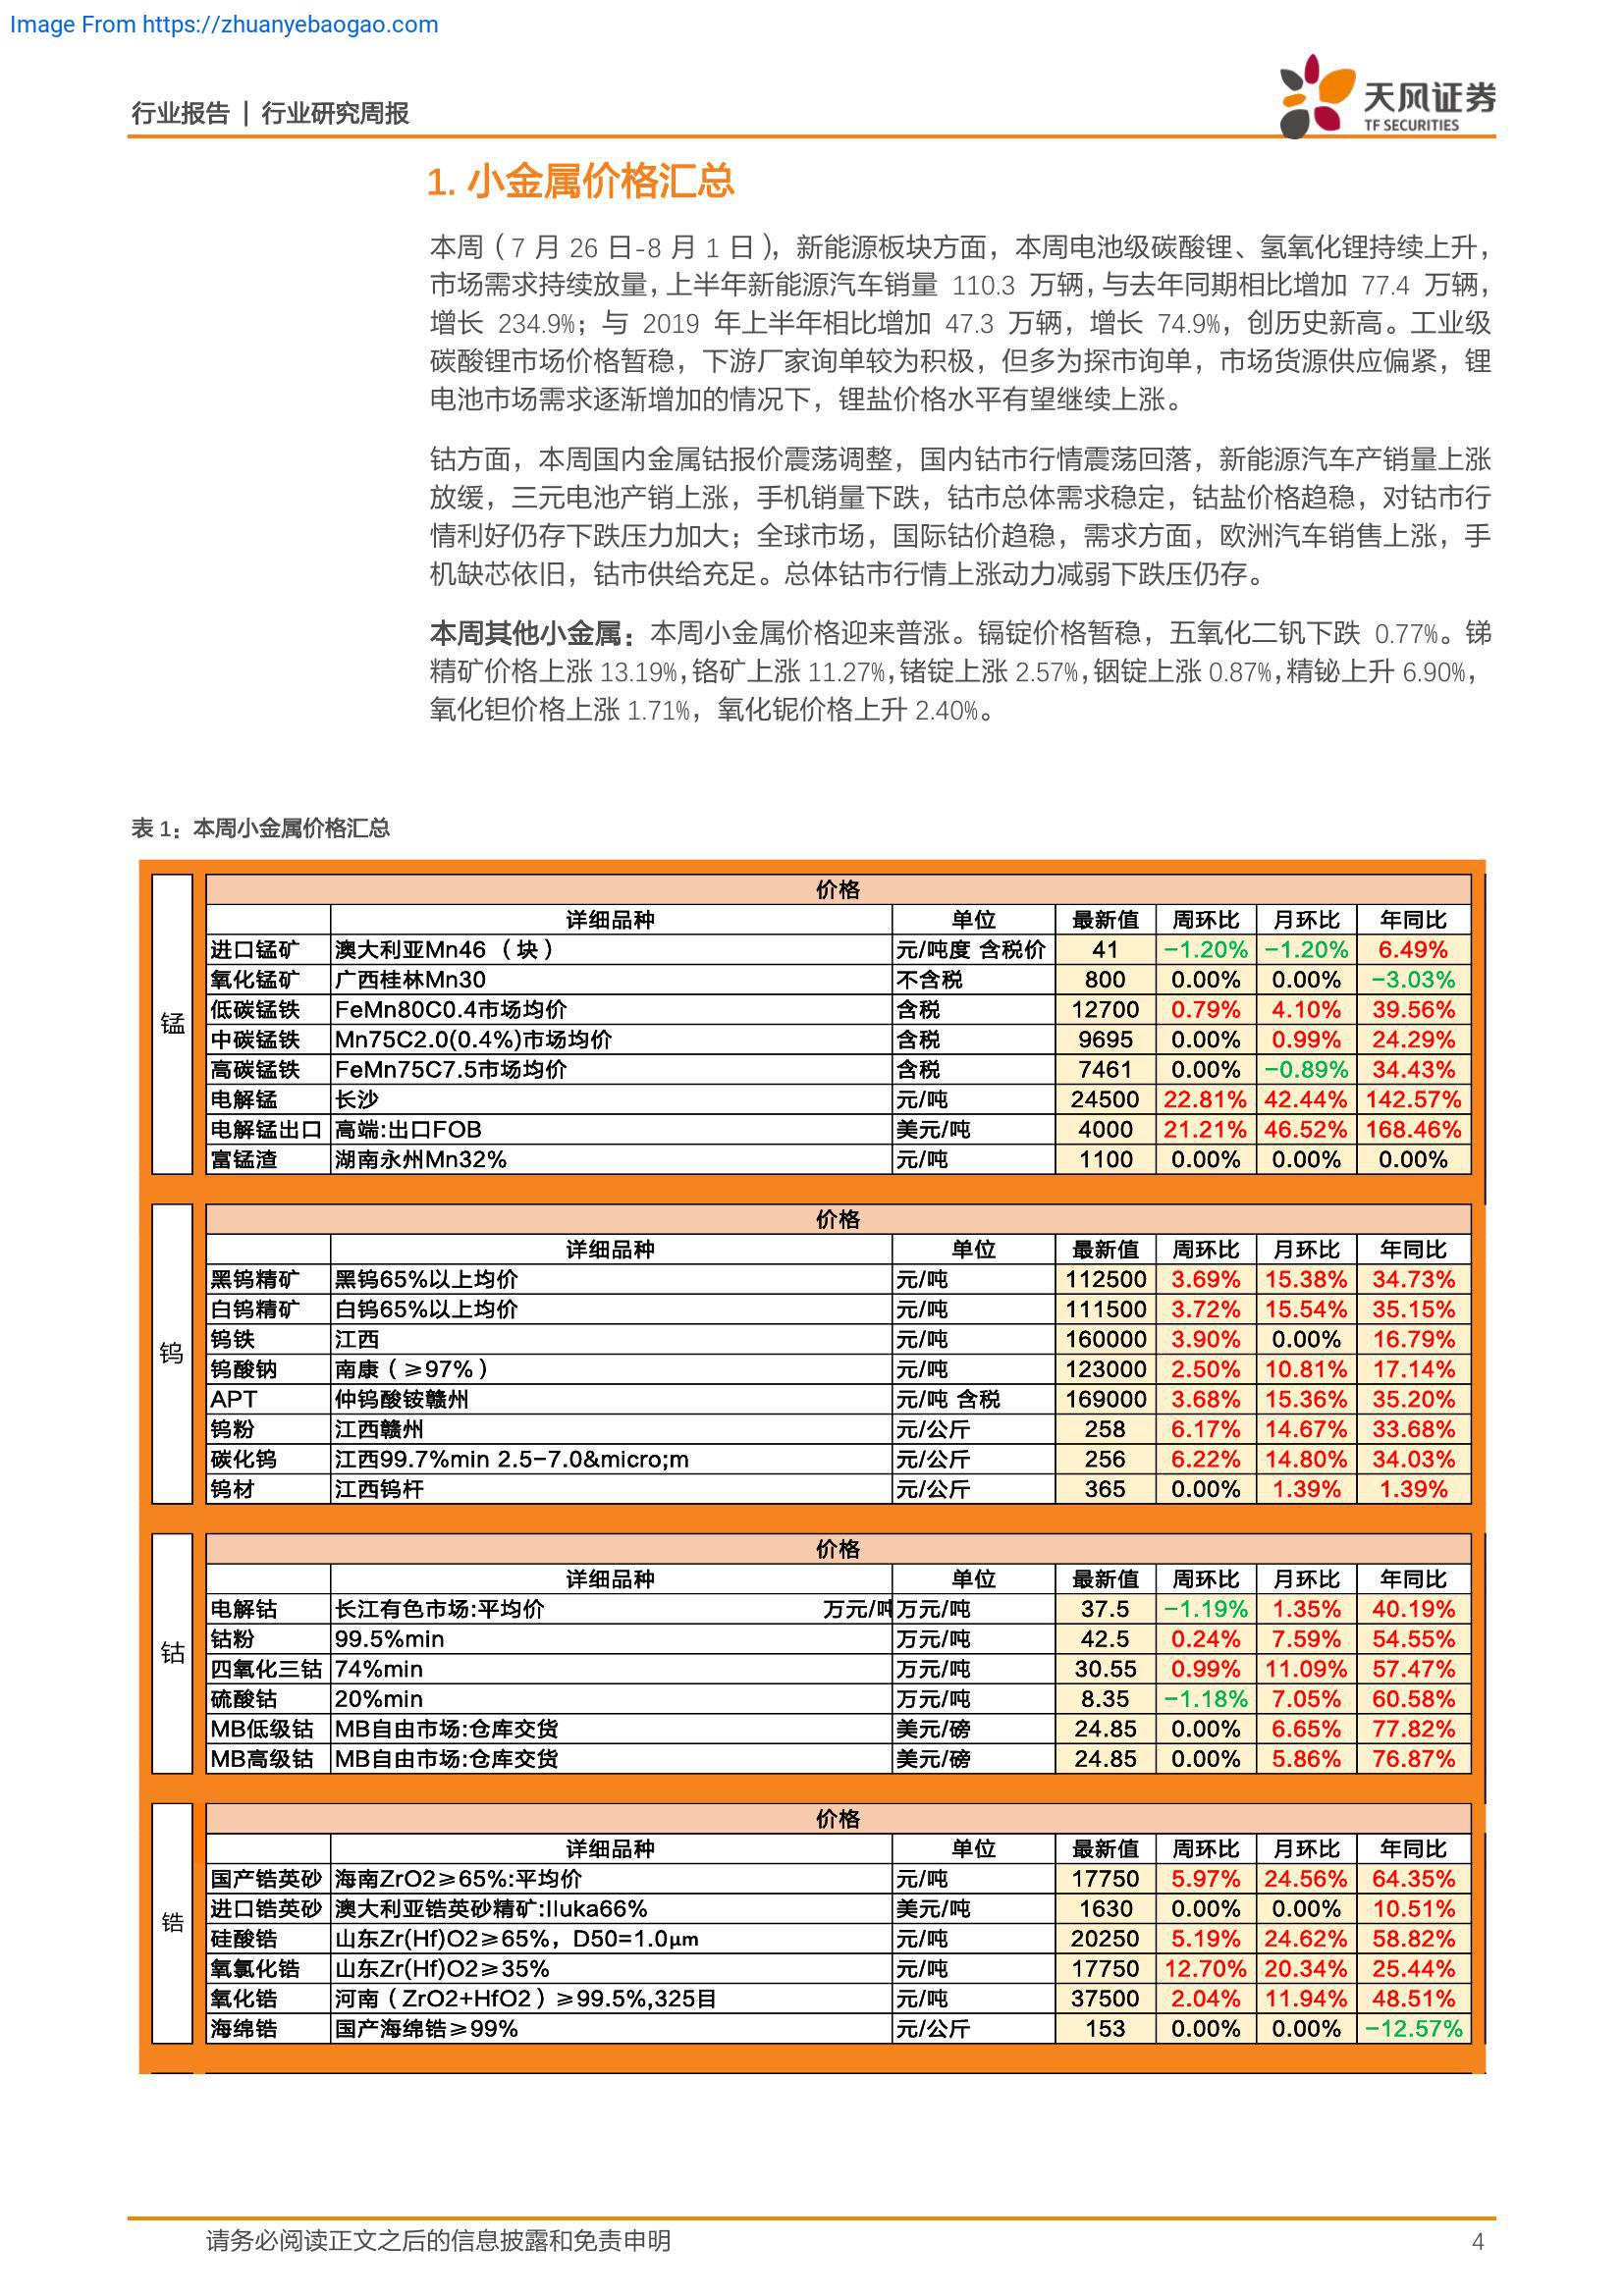 Image From https://zhuanyebaogao.com
行业报告 | 行业研究周报
天风证券
TF SECURITIES
1. 小金属价格汇总
本周（7 月 26 日-8 月 1 日），新能源板块方面，本周电池级碳酸锂、氢氧化锂持续上升，
市场需求持续放量，上半年新能源汽车销量 110.3 万辆，与去年同期相比增加 77.4 万辆，
增长 234.9%；与 2019 年上半年相比增加 47.3 万辆，增长 74.9%，创历史新高。工业级
碳酸锂市场价格暂稳，下游厂家询单较为积极，但多为探市询单，市场货源供应偏紧，锂
电池市场需求逐渐增加的情况下，锂盐价格水平有望继续上涨。
钴方面，本周国内金属钴报价震荡调整，国内钴市行情震荡回落，新能源汽车产销量上涨
放缓，三元电池产销上涨，手机销量下跌，钴市总体需求稳定，钴盐价格趋稳，对钴市行
情利好仍存下跌压力加大；全球市场，国际钴价趋稳，需求方面，欧洲汽车销售上涨，手
机缺芯依旧，钴市供给充足。总体钴市行情上涨动力减弱下跌压仍存。
本周其他小金属：本周小金属价格迎来普涨。镉锭价格暂稳，五氧化二钒下跌 0.77%。锑
精矿价格上涨 13.19%，铬矿上涨 11.27%，锗锭上涨 2.57%，铟锭上涨 0.87%，精铋上升 6.90%，
氧化钽价格上涨 1.71%，氧化铌价格上升 2.40%。
表 1：本周小金属价格汇总
锰
价格
详细品种 单位 最新值 周环比 月环比 年同比
进口锰矿 澳大利亚Mn46 （块） 元/吨度 含税价 41 -1.20% -1.20% 6.49%
氧化锰矿 广西桂林Mn30 不含税 800 0.00% 0.00% -3.03%
低碳锰铁 FeMn80C0.4市场均价 含税 12700 0.79% 4.10% 39.56%
中碳锰铁 Mn75C2.0(0.4%)市场均价 含税 9695 0.00% 0.99% 24.29%
高碳锰铁 FeMn75C7.5市场均价 含税 7461 0.00% -0.89% 34.43%
电解锰 长沙 元/吨 24500 22.81% 42.44% 142.57%
电解锰出口 高端:出口FOB 美元/吨 4000 21.21% 46.52% 168.46%
富锰渣 湖南永州Mn32% 元/吨 1100 0.00% 0.00% 0.00%
钨
价格
详细品种 单位 最新值 周环比 月环比 年同比
黑钨精矿 黑钨65%以上均价 元/吨 112500 3.69% 15.38% 34.73%
白钨精矿 白钨65%以上均价 元/吨 111500 3.72% 15.54% 35.15%
钨铁 江西 元/吨 160000 3.90% 0.00% 16.79%
钨酸钠 南康（≥97%） 元/吨 123000 2.50% 10.81% 17.14%
APT 仲钨酸铵赣州 元/吨 含税 169000 3.68% 15.36% 35.20%
钨粉 江西赣州 元/公斤 258 6.17% 14.67% 33.68%
碳化钨 江西99.7%min 2.5-7.0&micro;m 元/公斤 256 6.22% 14.80% 34.03%
钨材 江西钨杆 元/公斤 365 0.00% 1.39% 1.39%
钴
价格
详细品种 单位 最新值 周环比 月环比 年同比
电解钴 长江有色市场:平均价 万元/吨 万元/吨 37.5 -1.19% 1.35% 40.19%
钴粉 99.5%min 万元/吨 42.5 0.24% 7.59% 54.55%
四氧化三钴 74%min 万元/吨 30.55 0.99% 11.09% 57.47%
硫酸钴 20%min 万元/吨 8.35 -1.18% 7.05% 60.58%
MB低级钴 MB自由市场:仓库交货 美元/磅 24.85 0.00% 6.65% 77.82%
MB高级钴 MB自由市场:仓库交货 美元/磅 24.85 0.00% 5.86% 76.87%
锆
价格
详细品种 单位 最新值 周环比 月环比 年同比
国产锆英砂 海南ZrO2≥65%:平均价 元/吨 17750 5.97% 24.56% 64.35%
进口锆英砂 澳大利亚锆英砂精矿:Iluka66% 美元/吨 1630 0.00% 0.00% 10.51%
硅酸锆 山东Zr(Hf)O2≥65%，D50=1.0μm 元/吨 20250 5.19% 24.62% 58.82%
氧氯化锆 山东Zr(Hf)O2≥35% 元/吨 17750 12.70% 20.34% 25.44%
氧化锆 河南（ZrO2+HfO2）≥99.5%,325目 元/吨 37500 2.04% 11.94% 48.51%
海绵锆 国产海绵锆≥99% 元/公斤 153 0.00% 0.00% -12.57%
请务必阅读正文之后的信息披露和免责申明 4